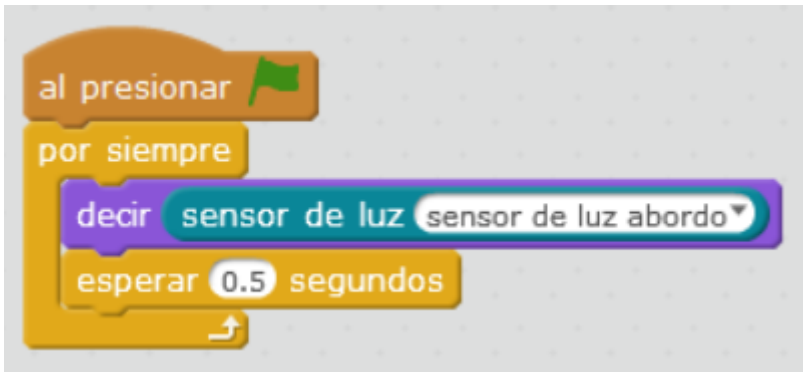 al presionar
por siempre
decir sensor de luz sensor de luz abordo
esperar 0.5 segundos